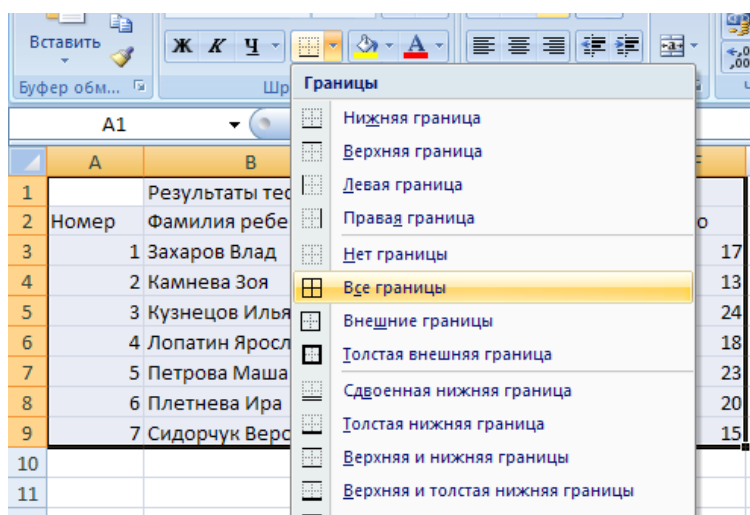 Вставить
Ж К Ч A
Буфер обм... Шр
Границы
A1
Нижняя граница
Верхняя граница
Левая граница
Правая граница
Нет границы
Все границы
Внешние границы
Толстая внешняя граница
Сдвоенная нижняя граница
Толстая нижняя граница
Верхняя и нижняя границы
Верхняя и толстая нижняя границы
A B F
1 Результаты тес
2 Номер Фамилия ребе о
3 1 Захаров Влад 17
4 2 Камнева Зоя 13
5 3 Кузнецов Илья 24
6 4 Лопатин Яросл 18
7 5 Петрова Маша 23
8 6 Плетнева Ира 20
9 7 Сидорчук Веро 15
10
11